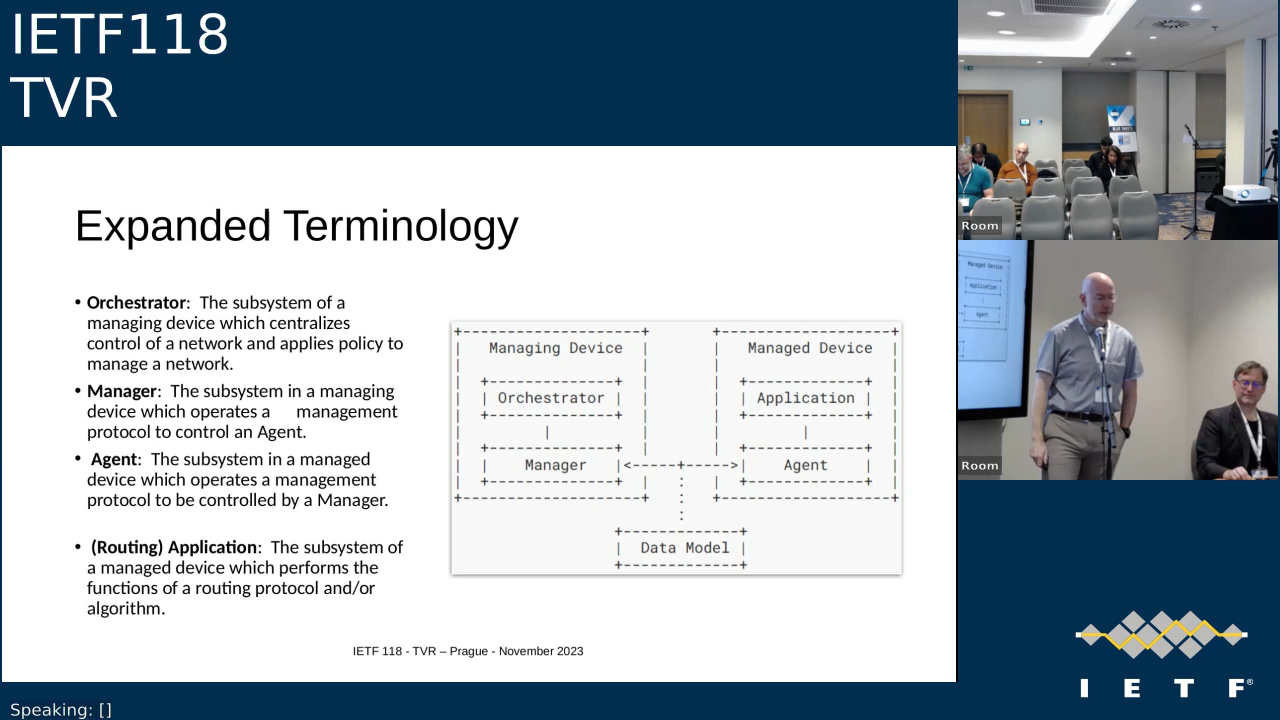 IETF118
TVR
Expanded Terminology
• Orchestrator: The subsystem of a
managing device which centralizes
control of a network and applies policy to
manage a network.
• Manager: The subsystem in a managing
device which operates a management
protocol to control an Agent.
• Agent: The subsystem in a managed
device which operates a management
protocol to be controlled by a Manager.
• (Routing) Application: The subsystem of
a managed device which performs the
functions of a routing protocol and/or
algorithm.
Managing Device Managed Device
Orchestrator Application
Manager Agent
Data Model
IETF 118 - TVR – Prague - November 2023
Speaking: []
Room
Managed Device
Application
Agent
Room
I E T F®